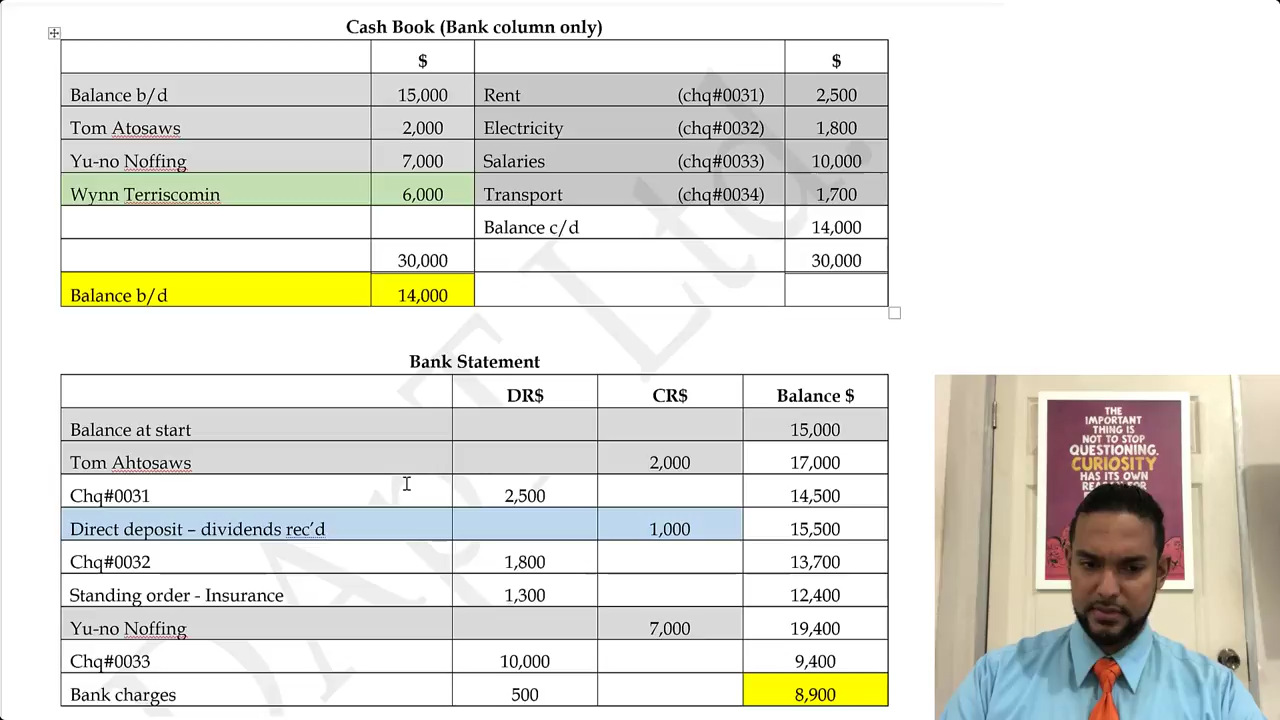 Cash Book (Bank column only)
$ $
Balance b/d 15,000 Rent (chq#0031) 2,500
Tom Atosaws 2,000 Electricity (chq#0032) 1,800
Yu-no Noffing 7,000 Salaries (chq#0033) 10,000
Wynn Terriscomin 6,000 Transport (chq#0034) 1,700
Balance c/d 14,000
30,000 30,000
Balance b/d 14,000
Bank Statement
DR$ CR$ Balance $
Balance at start 15,000
Tom Ahtosaws 2,000 17,000
Chq#0031 2,500 14,500
Direct deposit – dividends rec’d 1,000 15,500
Chq#0032 1,800 13,700
Standing order - Insurance 1,300 12,400
Yu-no Noffing 7,000 19,400
Chq#0033 10,000 9,400
Bank charges 500 8,900
THE
IMPORTANT
THING IS
NOT TO STOP
QUESTIONING.
CURIOSITY
HAS ITS OWN
FOR
Ltd.